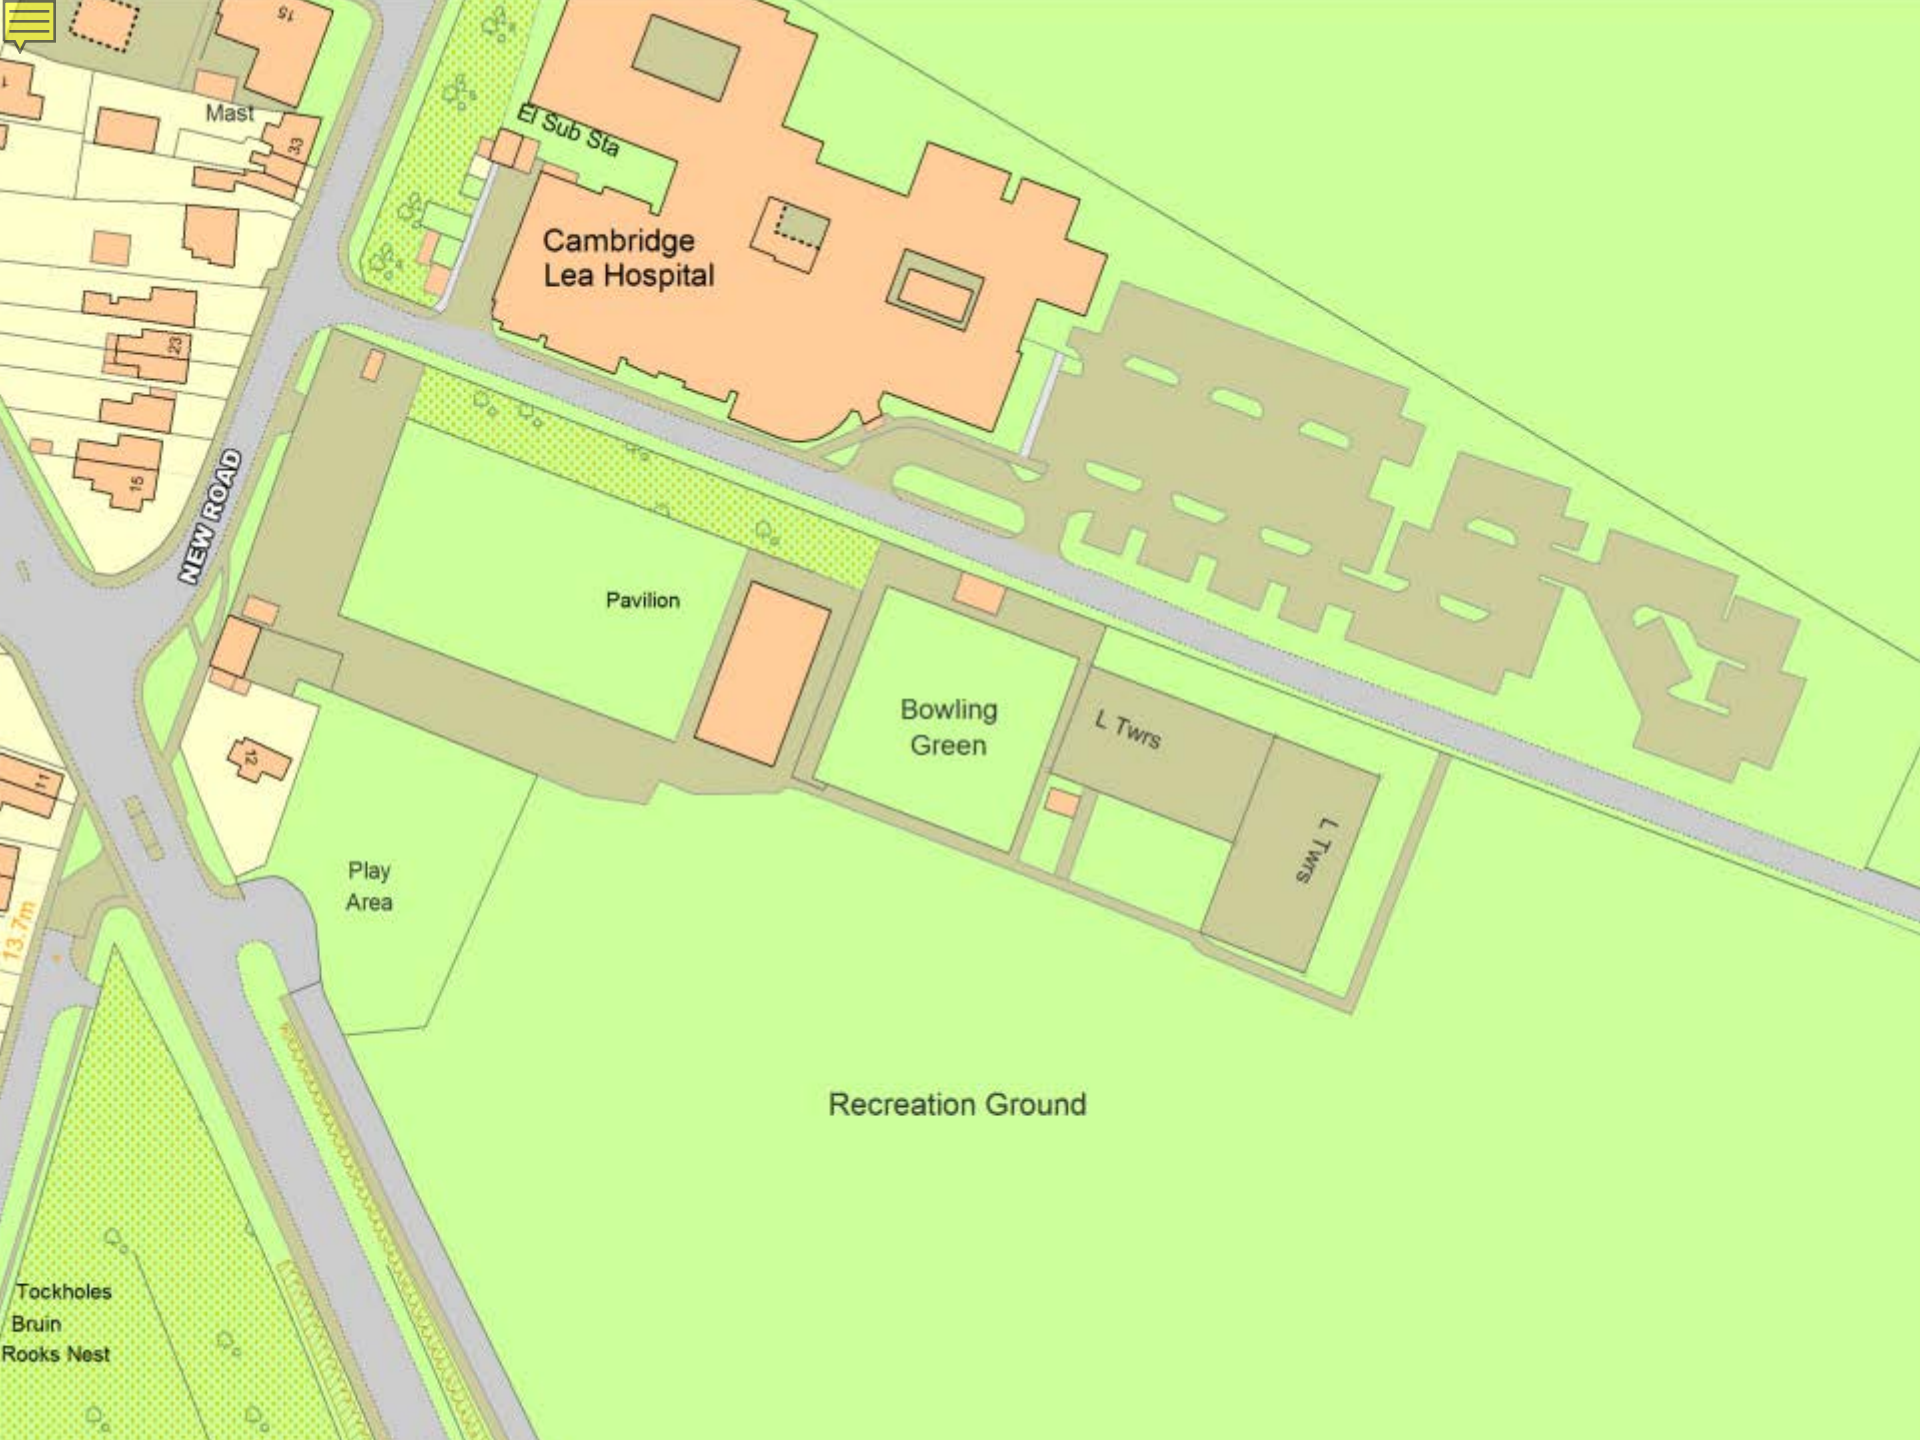 15
1
Mast
33
El Sub Sta
Cambridge
Lea Hospital
23
15
NEW ROAD
Pavilion
Bowling
Green
L Twrs
L Twrs
12
11
Play
Area
13.7m
Recreation Ground
Tockholes
Bruin
Rooks Nest